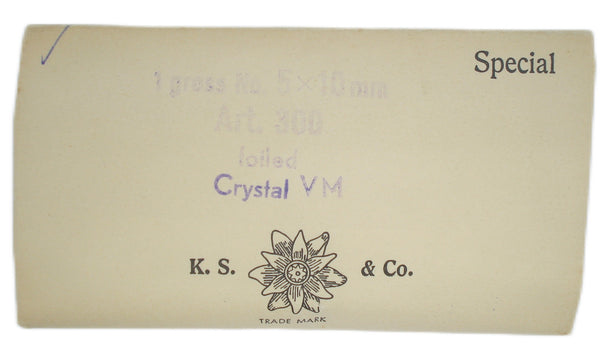 Special
1 gross No. 5×10mm
Art. 300
foiled
Crystal VM
K. S. & Co.
TRADE MARK